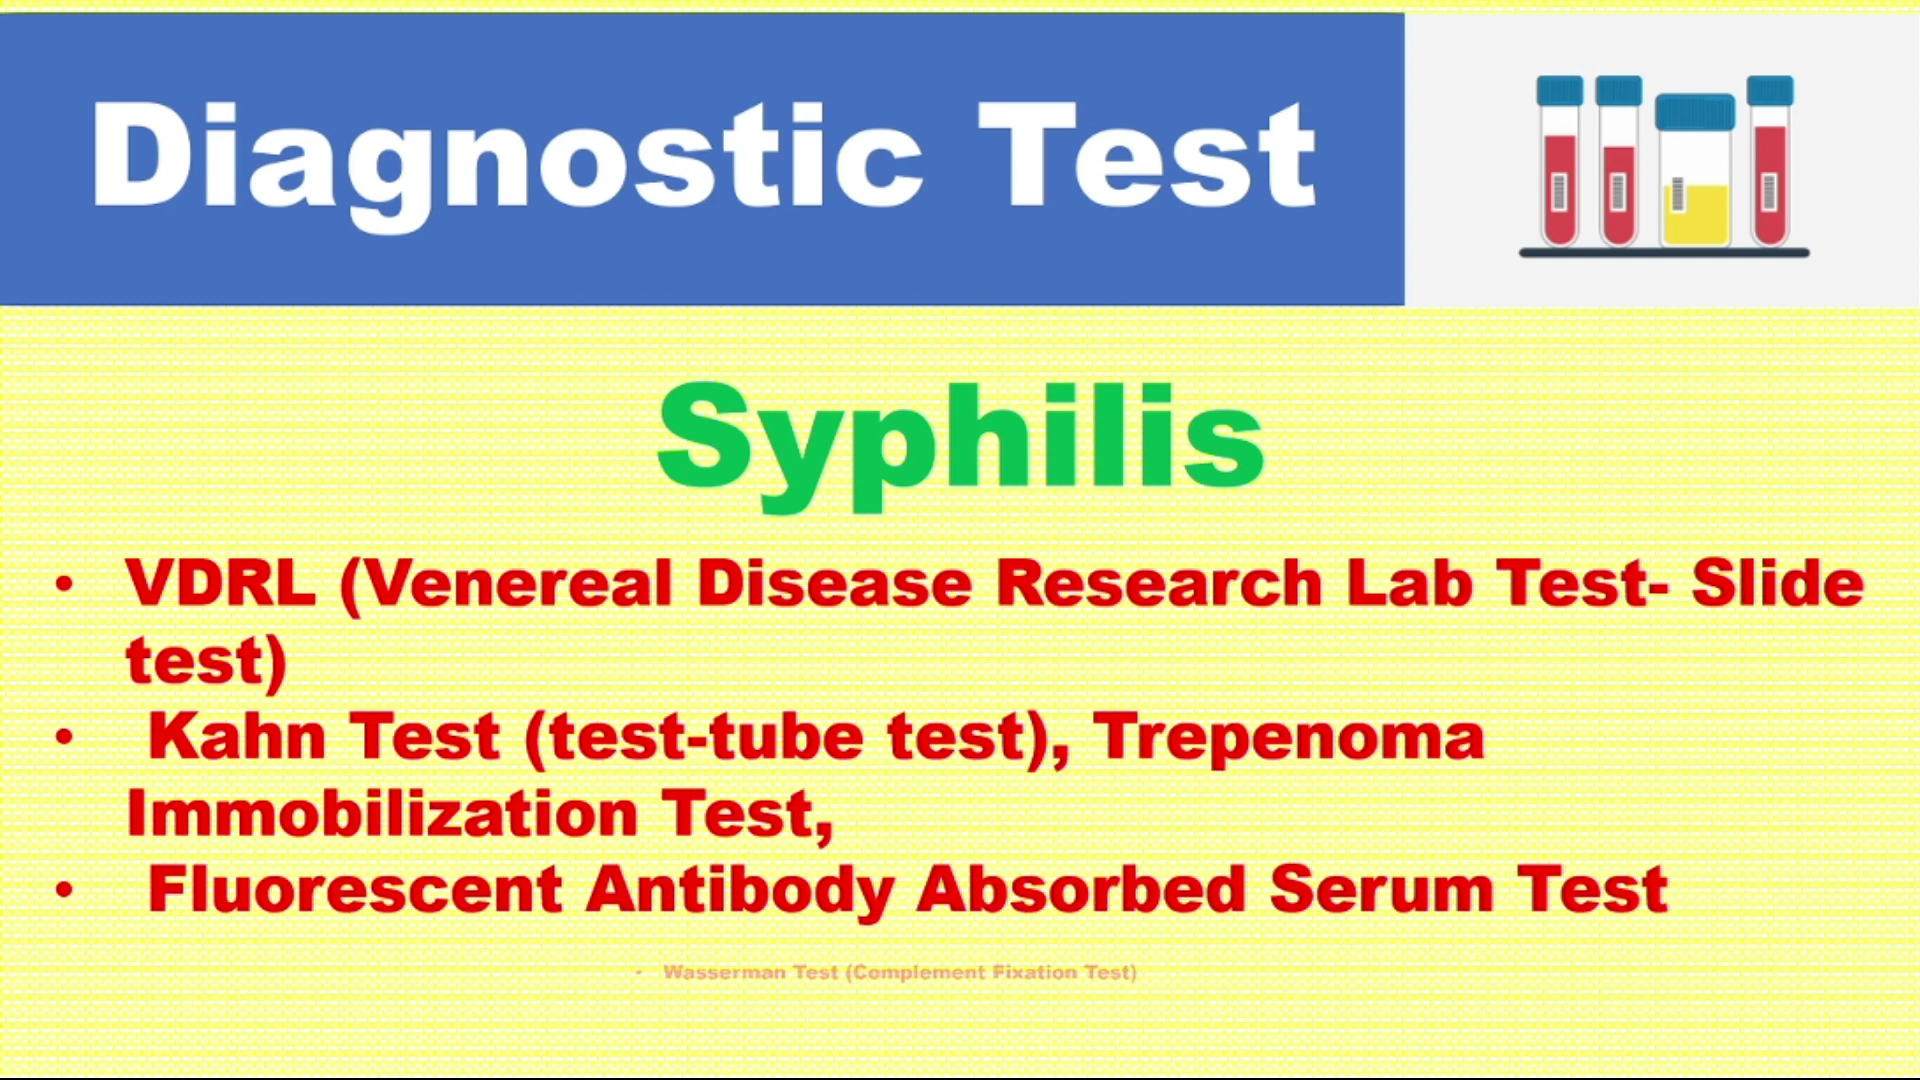 Diagnostic Test
Syphilis
• VDRL (Venereal Disease Research Lab Test- Slide
test)
• Kahn Test (test-tube test), Trepenoma
Immobilization Test,
• Fluorescent Antibody Absorbed Serum Test
• Wasserman Test (Complement Fixation Test)